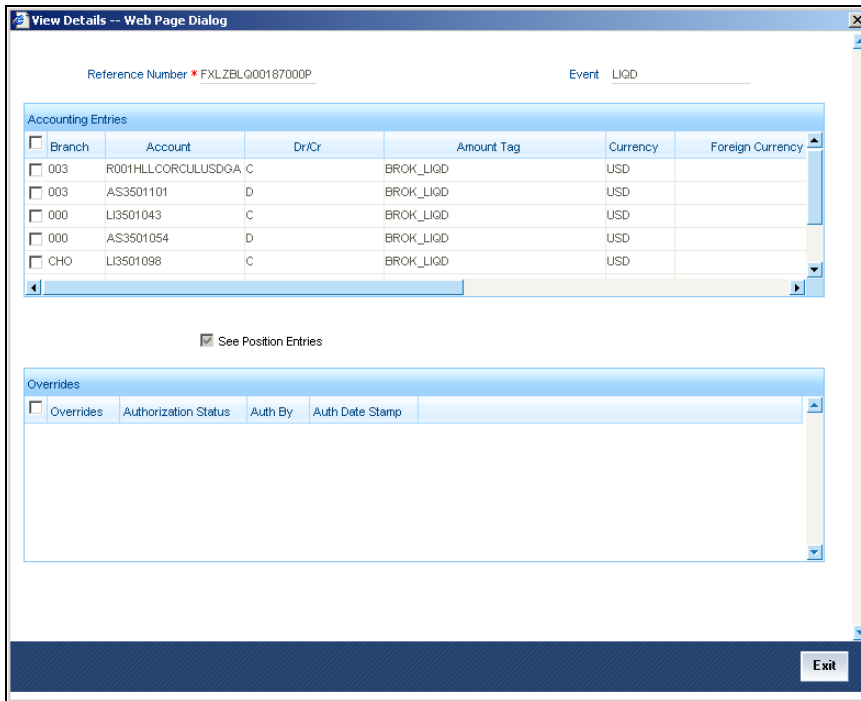 View Details -- Web Page Dialog
Reference Number * FXLZBLQ00187000P Event LIQD
Accounting Entries
Branch Account Dr/Cr Amount Tag Currency Foreign Currency
003 R001HLLCORCULUSDGA C BROK_LIQD USD
003 AS3501101 D BROK_LIQD USD
000 LI3501043 C BROK_LIQD USD
000 AS3501054 D BROK_LIQD USD
CHO LI3501098 C BROK_LIQD USD
See Position Entries
Overrides
Overrides Authorization Status Auth By Auth Date Stamp
Exit